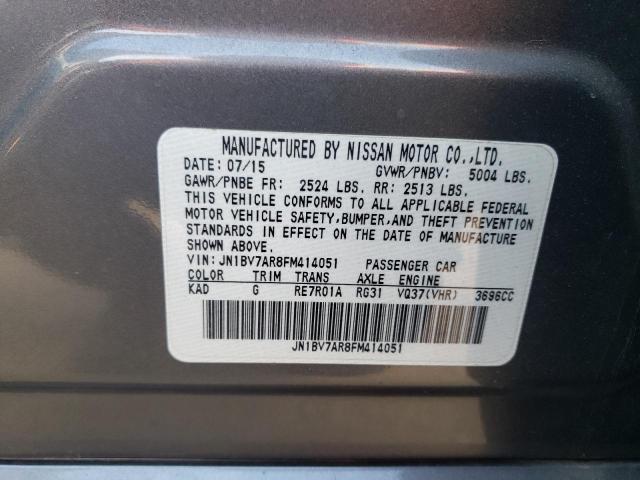 MANUFACTURED BY NISSAN MOTOR CO.,LTD.
DATE: 07/15 GVWR/PNBV: 5004 LBS.
GAWR/PNBE FR: 2524 LBS. RR: 2513 LBS.
THIS VEHICLE CONFORMS TO ALL APPLICABLE FEDERAL
MOTOR VEHICLE SAFETY,BUMPER,AND THEFT PREVENTION
STANDARDS IN EFFECT ON THE DATE OF MANUFACTURE
SHOWN ABOVE.
VIN:JN1BV7AR8FM414051 PASSENGER CAR
COLOR TRIM TRANS AXLE ENGINE
KAD G RE7R01A RG31 VQ37(VHR) 3696CC
JN1BV7AR8FM414051